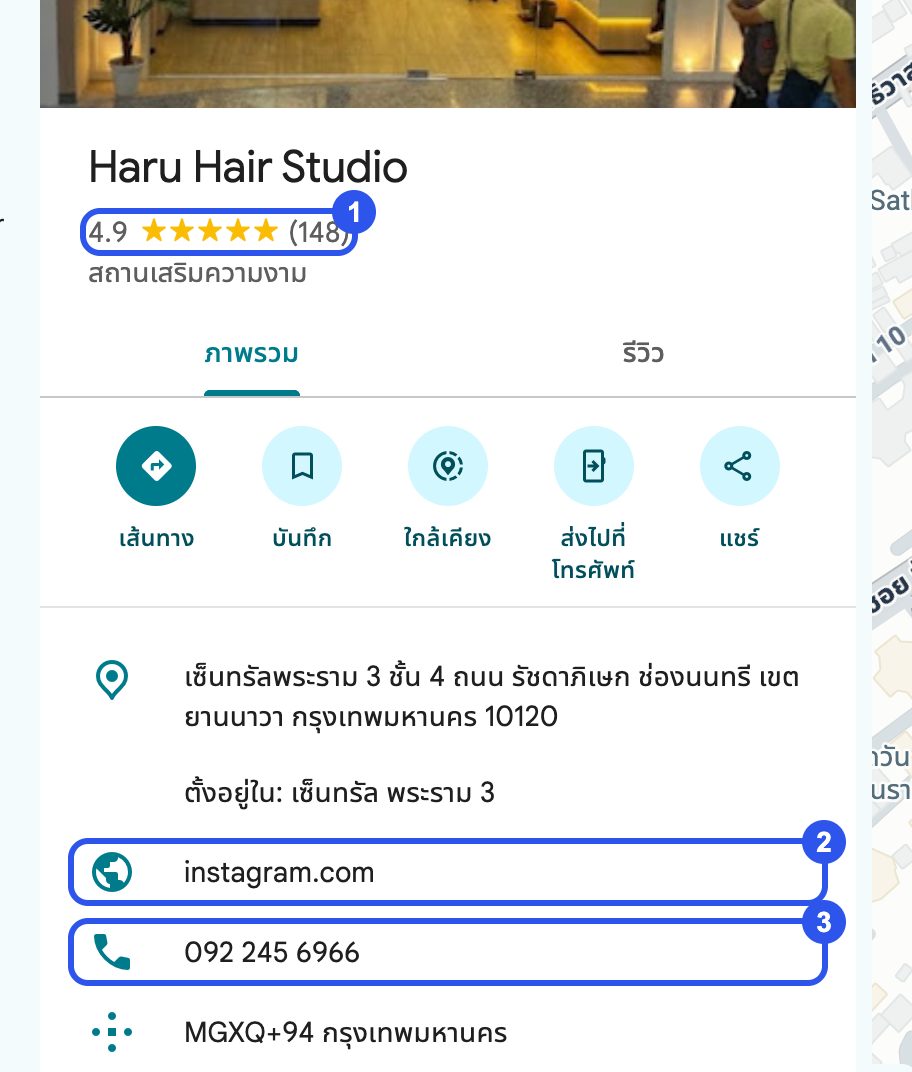 Haru Hair Studio
1
4.9 ★★★★★ (148)
สถานเสริมความงาม
ภาพรวม
รีวิว
เส้นทาง
บันทึก
ใกล้เคียง
ส่งไปที่
โทรศัพท์
แชร์
เซ็นทรัลพระราม 3 ชั้น 4 ถนน รัชดาภิเษก ช่องนนทรี เขต
ยานนาวา กรุงเทพมหานคร 10120
ตั้งอยู่ใน: เซ็นทรัล พระราม 3
2
instagram.com
3
092 245 6966
MGXQ+94 กรุงเทพมหานคร
10